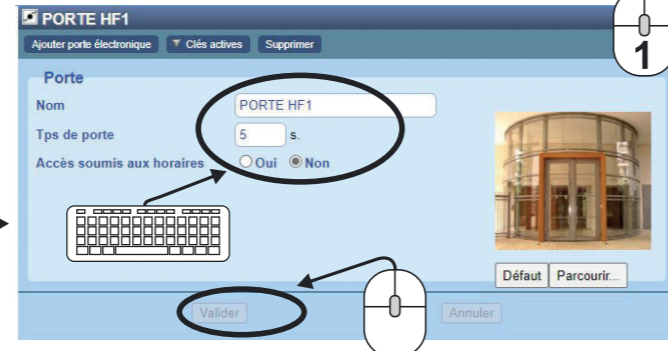 PORTE HF1
1
Ajouter porte électronique Clés actives Supprimer
Porte
Nom PORTE HF1
Tps de porte 5 s.
Accès soumis aux horaires Oui Non
Défaut Parcourir...
Valider Annuler